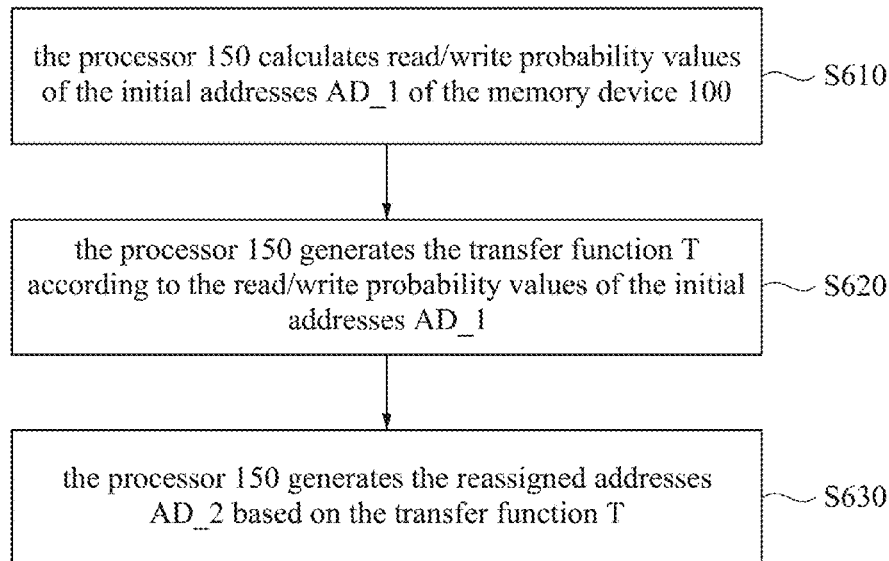 the processor 150 calculates read/write probability values
of the initial addresses AD_1 of the memory device 100
S610
the processor 150 generates the transfer function T
according to the read/write probability values of the initial
addresses AD_1
S620
the processor 150 generates the reassigned addresses
AD_2 based on the transfer function T
S630